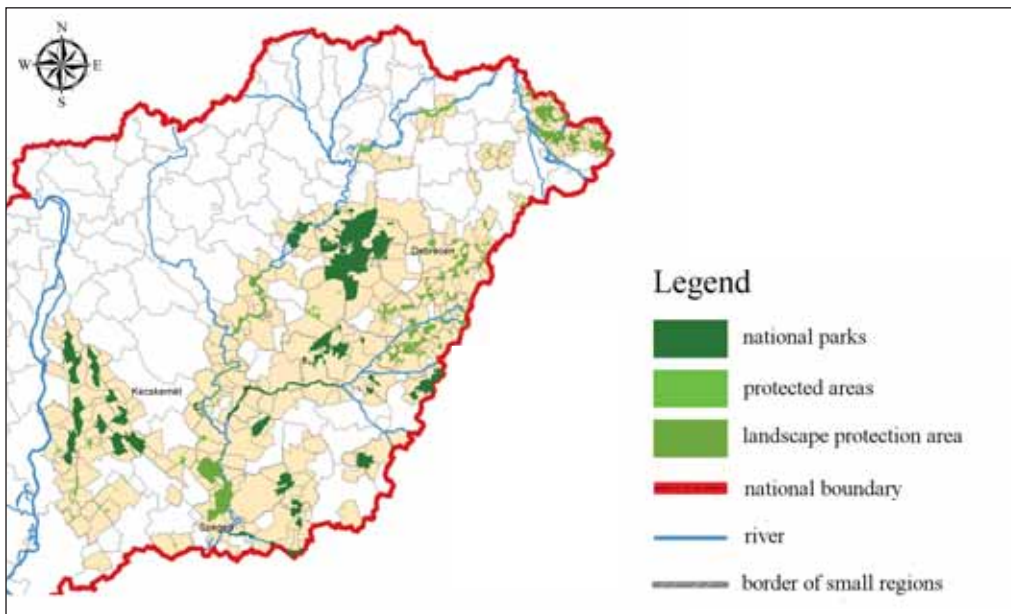 N
W E
S
Debrecen
Kecskemét
Szeged
Legend
national parks
protected areas
landscape protection area
national boundary
river
border of small regions